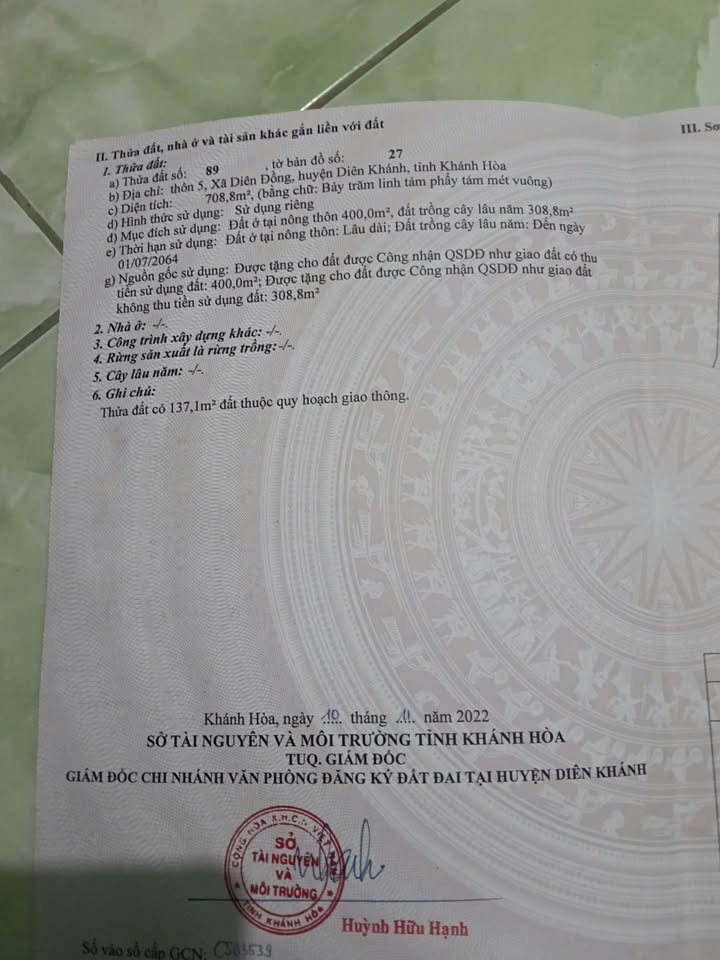 II. Thửa đất, nhà ở và tài sản khác gắn liền với đất
1. Thửa đất:
a) Thửa đất số: 89 , tờ bản đồ số: 27
b) Địa chỉ: thôn 5, Xã Diên Đồng, huyện Diên Khánh, tỉnh Khánh Hòa
c) Diện tích: 708,8m², (bằng chữ: Bảy trăm linh tám phẩy tám mét vuông)
d) Hình thức sử dụng: Sử dụng riêng
đ) Mục đích sử dụng: Đất ở tại nông thôn 400,0m², đất trồng cây lâu năm 308,8m²
e) Thời hạn sử dụng: Đất ở tại nông thôn: Lâu dài; Đất trồng cây lâu năm: Đến ngày
01/07/2064
g) Nguồn gốc sử dụng: Được tặng cho đất được Công nhận QSDĐ như giao đất có thu
tiền sử dụng đất: 400,0m²; Được tặng cho đất được Công nhận QSDĐ như giao đất
không thu tiền sử dụng đất: 308,8m²
2. Nhà ở: -/-.
3. Công trình xây dựng khác: -/-.
4. Rừng sản xuất là rừng trồng: -/-.
5. Cây lâu năm: -/-.
6. Ghi chú:
Thửa đất có 137,1m² đất thuộc quy hoạch giao thông.
III. Sơ
Khánh Hòa, ngày 10 tháng 11 năm 2022
SỞ TÀI NGUYÊN VÀ MÔI TRƯỜNG TỈNH KHÁNH HÒA
TUQ. GIÁM ĐỐC
GIÁM ĐỐC CHI NHÁNH VĂN PHÒNG ĐĂNG KÝ ĐẤT ĐAI TẠI HUYỆN DIÊN KHÁNH
CỘNG HÒA X.H.C.N VIỆT NAM
SỞ
TÀI NGUYÊN
VÀ
MÔI TRƯỜNG
TỈNH KHÁNH HÒA
Huỳnh Hữu Hạnh
Số vào sổ cấp GCN: